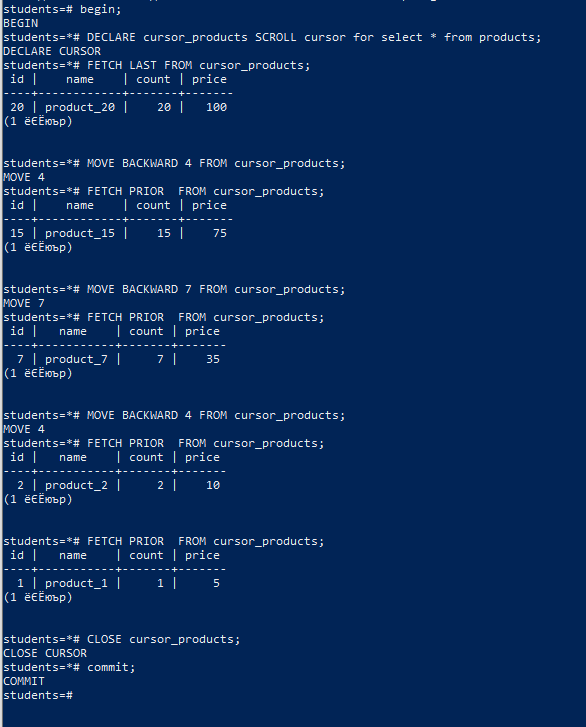 students=# begin;
BEGIN
students=*# DECLARE cursor_products SCROLL cursor for select * from products;
DECLARE CURSOR
students=*# FETCH LAST FROM cursor_products;
 id |    name    | count | price
----+------------+-------+-------
 20 | product_20 |    20 |   100
(1 ёЄЁюър)
students=*# MOVE BACKWARD 4 FROM cursor_products;
MOVE 4
students=*# FETCH PRIOR  FROM cursor_products;
 id |    name    | count | price
----+------------+-------+-------
 15 | product_15 |    15 |    75
(1 ёЄЁюър)
students=*# MOVE BACKWARD 7 FROM cursor_products;
MOVE 7
students=*# FETCH PRIOR  FROM cursor_products;
 id |   name    | count | price
----+-----------+-------+-------
  7 | product_7 |     7 |    35
(1 ёЄЁюър)
students=*# MOVE BACKWARD 4 FROM cursor_products;
MOVE 4
students=*# FETCH PRIOR  FROM cursor_products;
 id |   name    | count | price
----+-----------+-------+-------
  2 | product_2 |     2 |    10
(1 ёЄЁюър)
students=*# FETCH PRIOR  FROM cursor_products;
 id |   name    | count | price
----+-----------+-------+-------
  1 | product_1 |     1 |     5
(1 ёЄЁюър)
students=*# CLOSE cursor_products;
CLOSE CURSOR
students=*# commit;
COMMIT
students=#